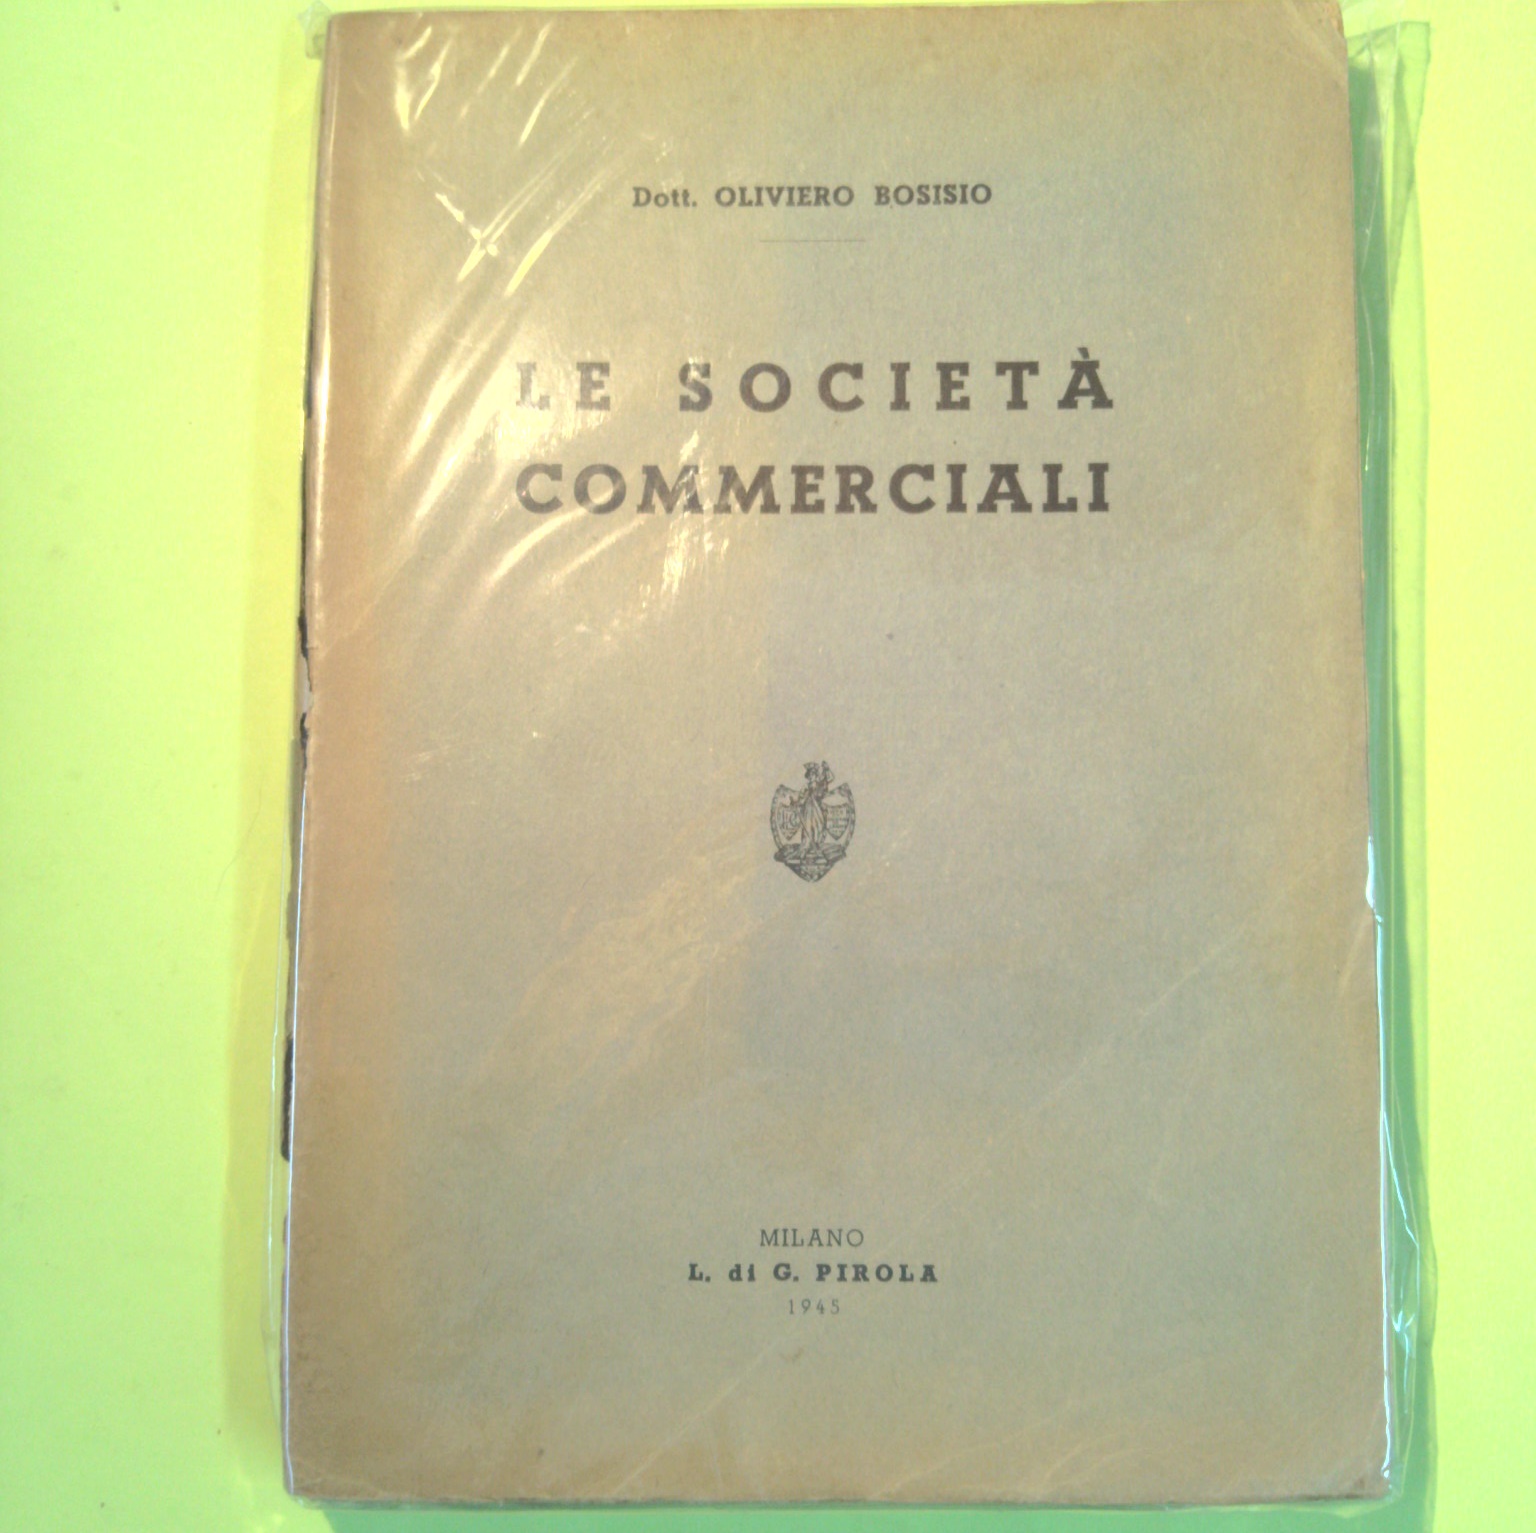 Dott. OLIVIERO BOSISIO
LE SOCIETÀ
COMMERCIALI
MILANO
L. di G. PIROLA
1945